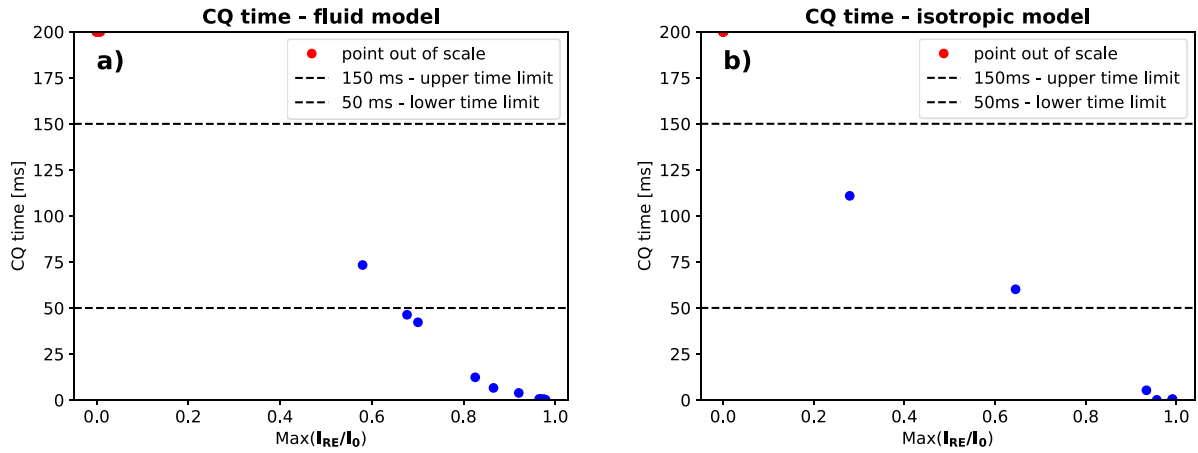 CQ time - fluid model
a)
point out of scale
150 ms - upper time limit
50 ms - lower time limit
CQ time [ms]
200
175
150
125
100
75
50
25
0
0.0 0.2 0.4 0.6 0.8 1.0
Max(I_RE/I_0)
CQ time - isotropic model
b)
point out of scale
150ms - upper time limit
50ms - lower time limit
CQ time [ms]
200
175
150
125
100
75
50
25
0
0.0 0.2 0.4 0.6 0.8 1.0
Max(I_RE/I_0)